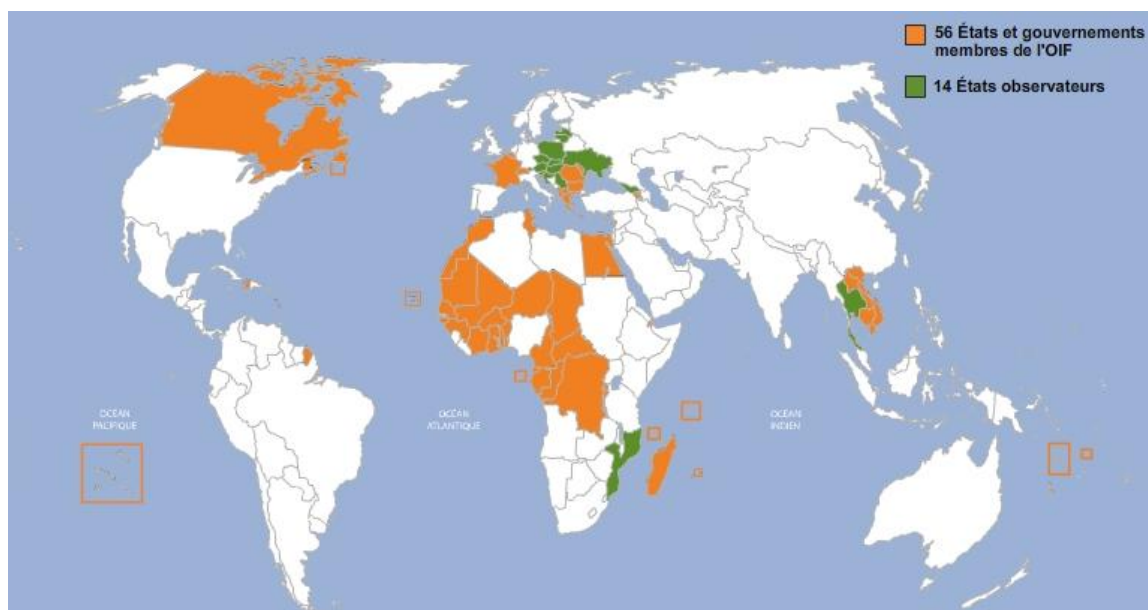 56 États et gouvernements
membres de l'OIF
14 États observateurs
OCÉAN
PACIFIQUE
OCÉAN
ATLANTIQUE
OCÉAN
INDIEN